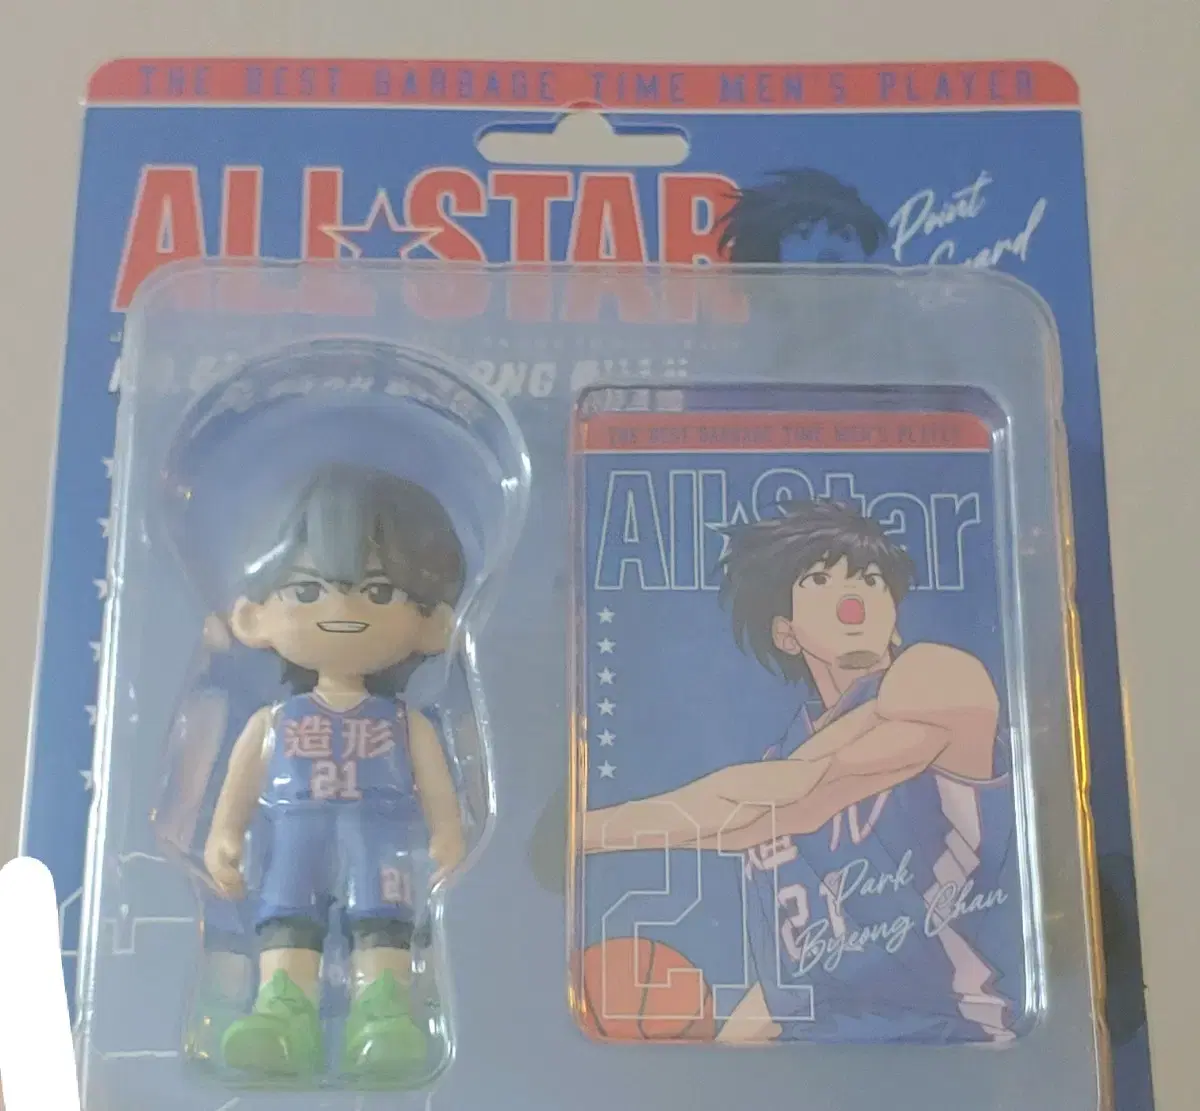 THE BEST GARBAGE TIME MEN'S PLAYER
ALL★STAR
Point
Guard
THE BEST GARBAGE TIME MEN'S PLAYER
All★Star
造形
21
21
21
21
Park
Byeong Chan